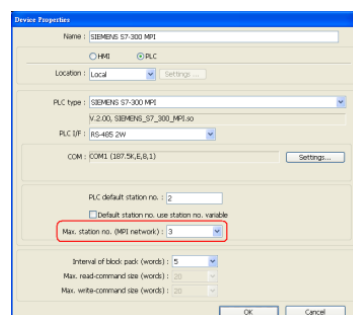 Device Properties
Name : SIEMENS S7-300 MPI
HMI PLC
Location : Local Settings ...
PLC type : SIEMENS S7-300 MPI
V.2.00, SIEMENS_S7_300_MPI.so
PLC I/F : RS-485 2W
COM : COM1 (187.5K,E,8,1) Settings...
PLC default station no. : 2
Default station no. use station no. variable
Max. station no. (MPI network) : 3
Interval of block pack (words) : 5
Max. read-command size (words) : 20
Max. write-command size (words) : 20
OK Cancel